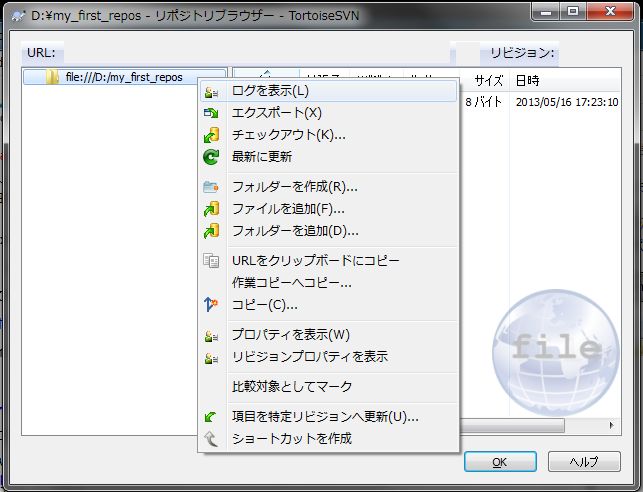 D:¥my_first_repos - リポジトリブラウザー - TortoiseSVN
URL:
リビジョン:
file:///D:/my_first_repos
サイズ 日時
8 バイト 2013/05/16 17:23:10
ログを表示(L)
エクスポート(X)
チェックアウト(K)...
最新に更新
フォルダーを作成(R)...
ファイルを追加(F)...
フォルダーを追加(D)...
URLをクリップボードにコピー
作業コピーへコピー...
コピー(C)...
プロパティを表示(W)
リビジョンプロパティを表示
比較対象としてマーク
項目を特定リビジョンへ更新(U)...
ショートカットを作成
file
OK
ヘルプ